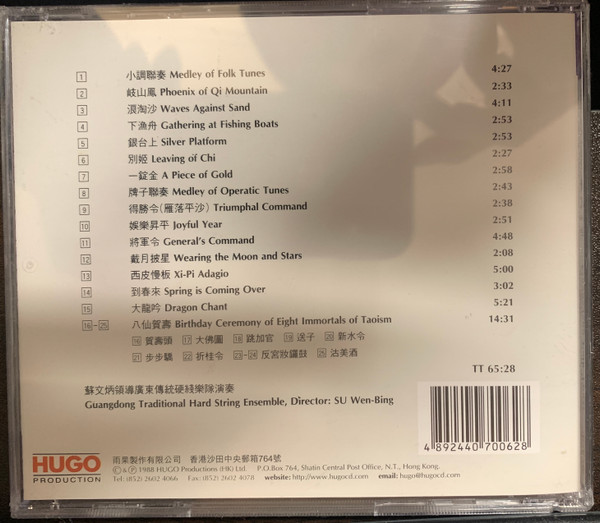 1 小調聯奏 Medley of Folk Tunes 4:27
2 岐山鳳 Phoenix of Qi Mountain 2:33
3 浪淘沙 Waves Against Sand 4:11
4 下漁舟 Gathering at Fishing Boats 2:53
5 銀台上 Silver Platform 2:53
6 別姬 Leaving of Chi 2:27
7 一錠金 A Piece of Gold 2:58
8 牌子聯奏 Medley of Operatic Tunes 2:43
9 得勝令(雁落平沙) Triumphal Command 2:38
10 娛樂昇平 Joyful Year 2:51
11 將軍令 General's Command 4:48
12 戴月披星 Wearing the Moon and Stars 2:08
13 西皮慢板 Xi-Pi Adagio 5:00
14 到春來 Spring is Coming Over 3:02
15 大龍吟 Dragon Chant 5:21
16-25 八仙賀壽 Birthday Ceremony of Eight Immortals of Taoism 14:31
16 賀壽頭 17 大佛圖 18 跳加官 19 送子 20 新水令
21 步步驕 22 折桂令 23-24 反宮妝鑼鼓 25 沽美酒
TT 65:28
蘇文炳領導廣東傳統硬綫樂隊演奏
Guangdong Traditional Hard String Ensemble, Director: SU Wen-Bing
4 892440 700628
HUGO
PRODUCTION
雨果製作有限公司 香港沙田中央郵箱764號
© & ℗ 1988 HUGO Productions (HK) Ltd. P.O.Box 764, Shatin Central Post Office, N.T., Hong Kong.
Tel: (852) 2602 4066 Fax: (852) 2602 4078 website: http://www.hugocd.com email: hugo@hugocd.com